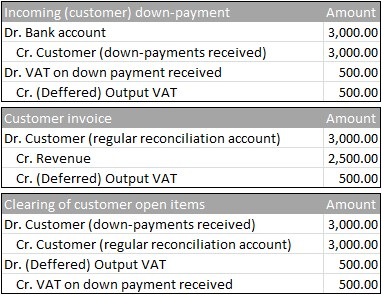 Incoming (customer) down-payment Amount
Dr. Bank account 3,000.00
Cr. Customer (down-payments received) 3,000.00
Dr. VAT on down payment received 500.00
Cr. (Deffered) Output VAT 500.00
Customer invoice Amount
Dr. Customer (regular reconciliation account) 3,000.00
Cr. Revenue 2,500.00
Cr. (Deferred) Output VAT 500.00
Clearing of customer open items Amount
Dr. Customer (down-payments received) 3,000.00
Cr. Customer (regular reconciliation account) 3,000.00
Dr. (Deffered) Output VAT 500.00
Cr. VAT on down payment received 500.00